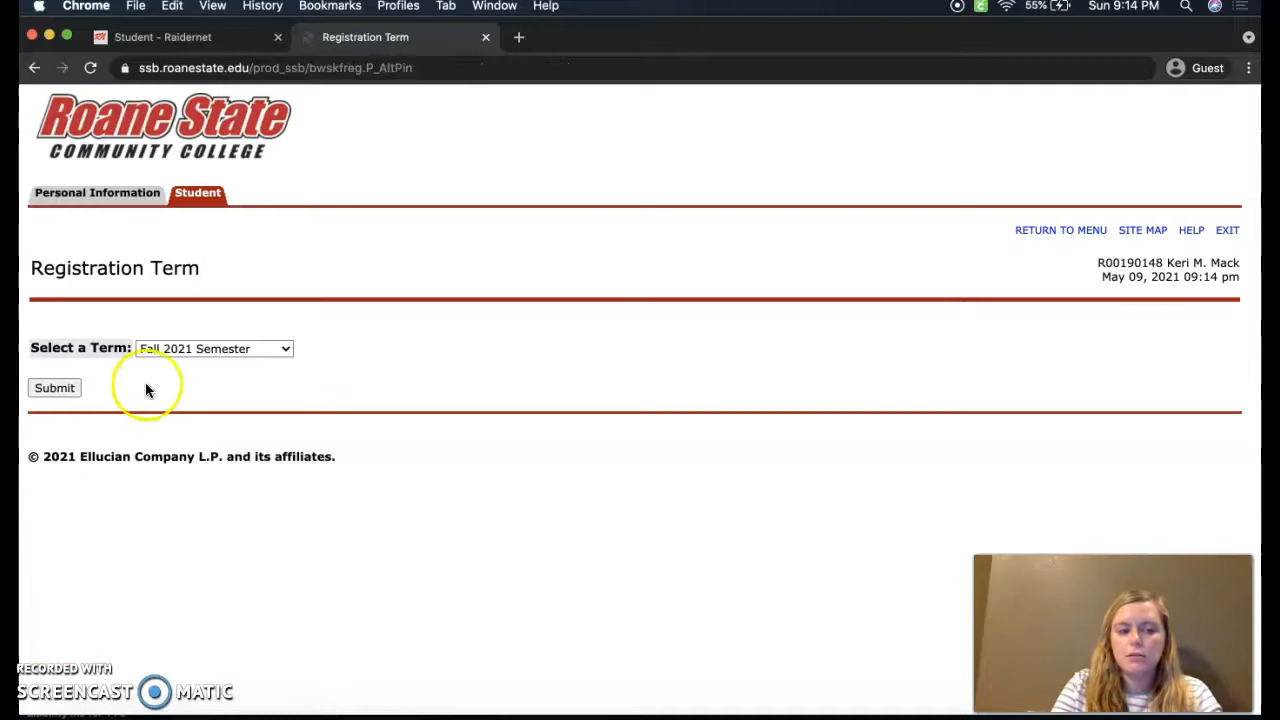 Chrome File Edit View History Bookmarks Profiles Tab Window Help 55% Sun 9:14 PM
Student - Raidernet Registration Term
ssb.roanestate.edu/prod_ssb/bwskfreg.P_AltPin Guest
Roane State
COMMUNITY COLLEGE
Personal Information Student
RETURN TO MENU SITE MAP HELP EXIT
Registration Term
R00190148 Keri M. Mack
May 09, 2021 09:14 pm
Select a Term: Fall 2021 Semester
Submit
© 2021 Ellucian Company L.P. and its affiliates.
RECORDED WITH
SCREENCAST MATIC